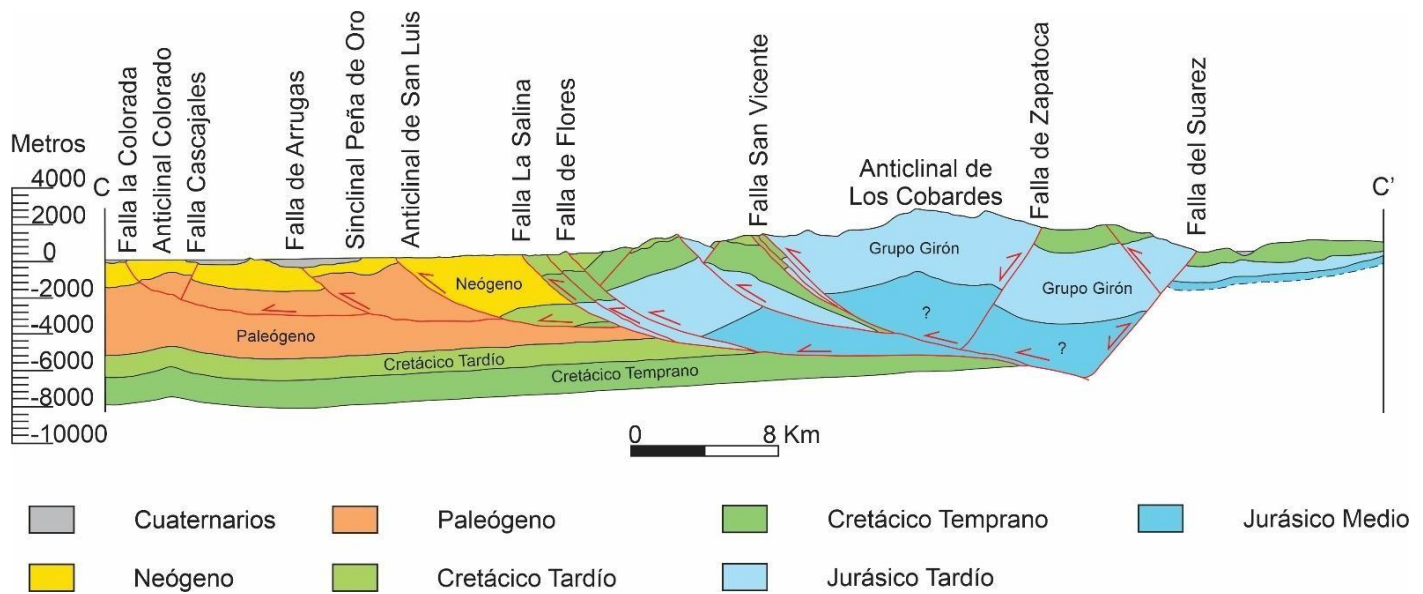 Metros
4000
2000
0
-2000
-4000
-6000
-8000
-10000
C
Falla la Colorada
Anticlinal Colorado
Falla Cascajales
Falla de Arrugas
Sinclinal Peña de Oro
Anticlinal de San Luis
Falla La Salina
Falla de Flores
Falla San Vicente
Anticlinal de
Los Cobardes
Falla de Zapatoca
Falla del Suarez
C'
Grupo Girón
Grupo Girón
Neógeno
?
?
Paleógeno
Cretácico Tardío
Cretácico Temprano
0 8 Km
Cuaternarios
Paleógeno
Cretácico Temprano
Jurásico Medio
Neógeno
Cretácico Tardío
Jurásico Tardío